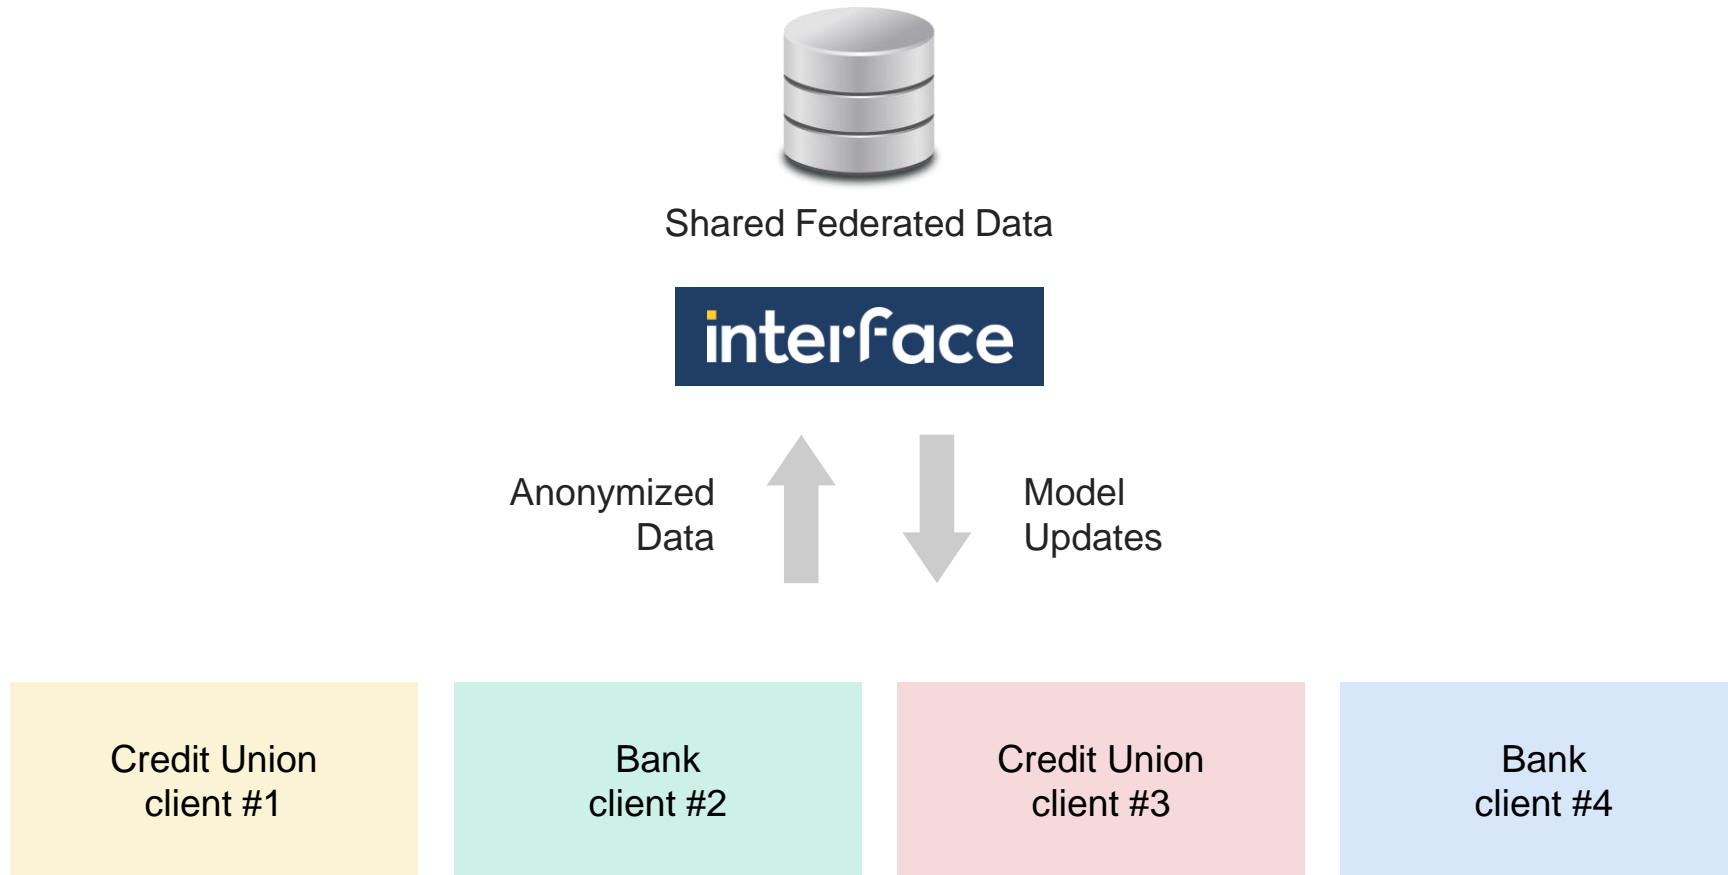 Shared Federated Data
interface
Anonymized
Data
Model
Updates
Credit Union
client #1
Bank
client #2
Credit Union
client #3
Bank
client #4